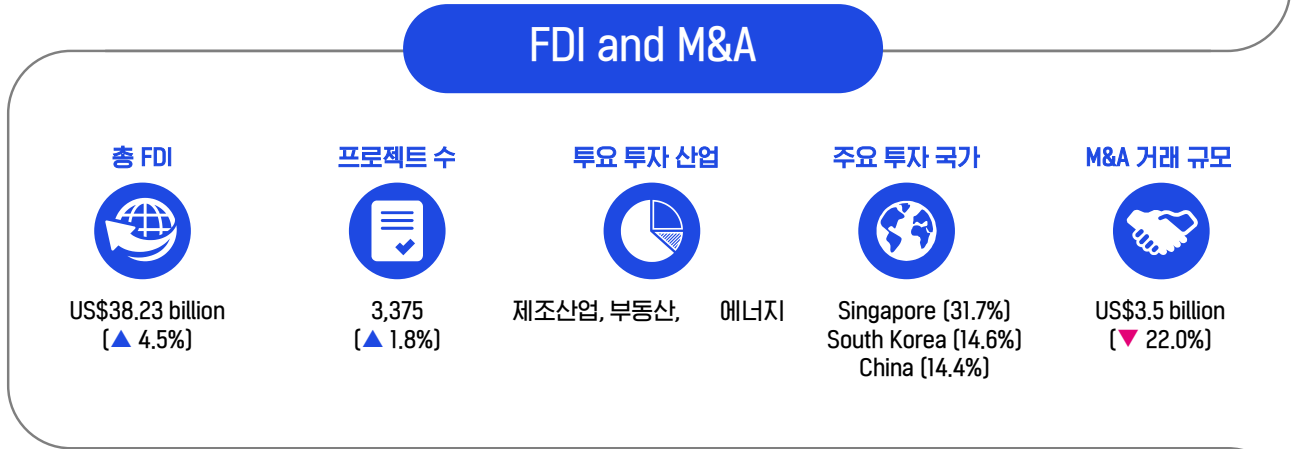 FDI and M&A
총 FDI
US$38.23 billion
(▲ 4.5%)
프로젝트 수
3,375
(▲ 1.8%)
투요 투자 산업
제조산업, 부동산, 에너지
주요 투자 국가
Singapore (31.7%)
South Korea (14.6%)
China (14.4%)
M&A 거래 규모
US$3.5 billion
(▼ 22.0%)